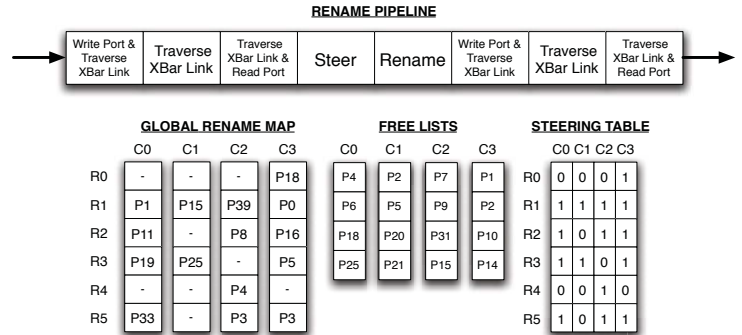 RENAME PIPELINE
Write Port & Traverse XBar Link
Traverse XBar Link
Traverse XBar Link & Read Port
Steer
Rename
Write Port & Traverse XBar Link
Traverse XBar Link
Traverse XBar Link & Read Port
GLOBAL RENAME MAP
C0 C1 C2 C3
R0 - - - P18
R1 P1 P15 P39 P0
R2 P11 - P8 P16
R3 P19 P25 - P5
R4 - - P4 -
R5 P33 - P3 P3
FREE LISTS
C0 C1 C2 C3
P4 P2 P7 P1
P6 P5 P9 P2
P18 P20 P31 P10
P25 P21 P15 P14
STEERING TABLE
C0 C1 C2 C3
R0 0 0 0 1
R1 1 1 1 1
R2 1 0 1 1
R3 1 1 0 1
R4 0 0 1 0
R5 1 0 1 1